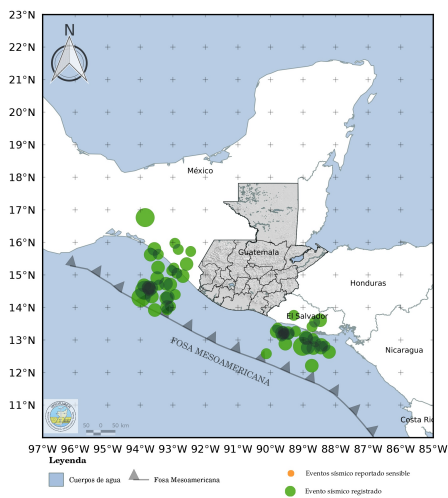 23°N
22°N
21°N
20°N
19°N
18°N
17°N
16°N
15°N
14°N
13°N
12°N
11°N
N
México
Guatemala
Honduras
El Salvador
Nicaragua
Costa Ric
FOSA MESOAMERICANA
50 0 50 km
97°W 96°W 95°W 94°W 93°W 92°W 91°W 90°W 89°W 88°W 87°W 86°W 85°W
Leyenda
Cuerpos de agua
Fosa Mesoamericana
Evento sísmico reportado sensible
Evento sísmico registrado